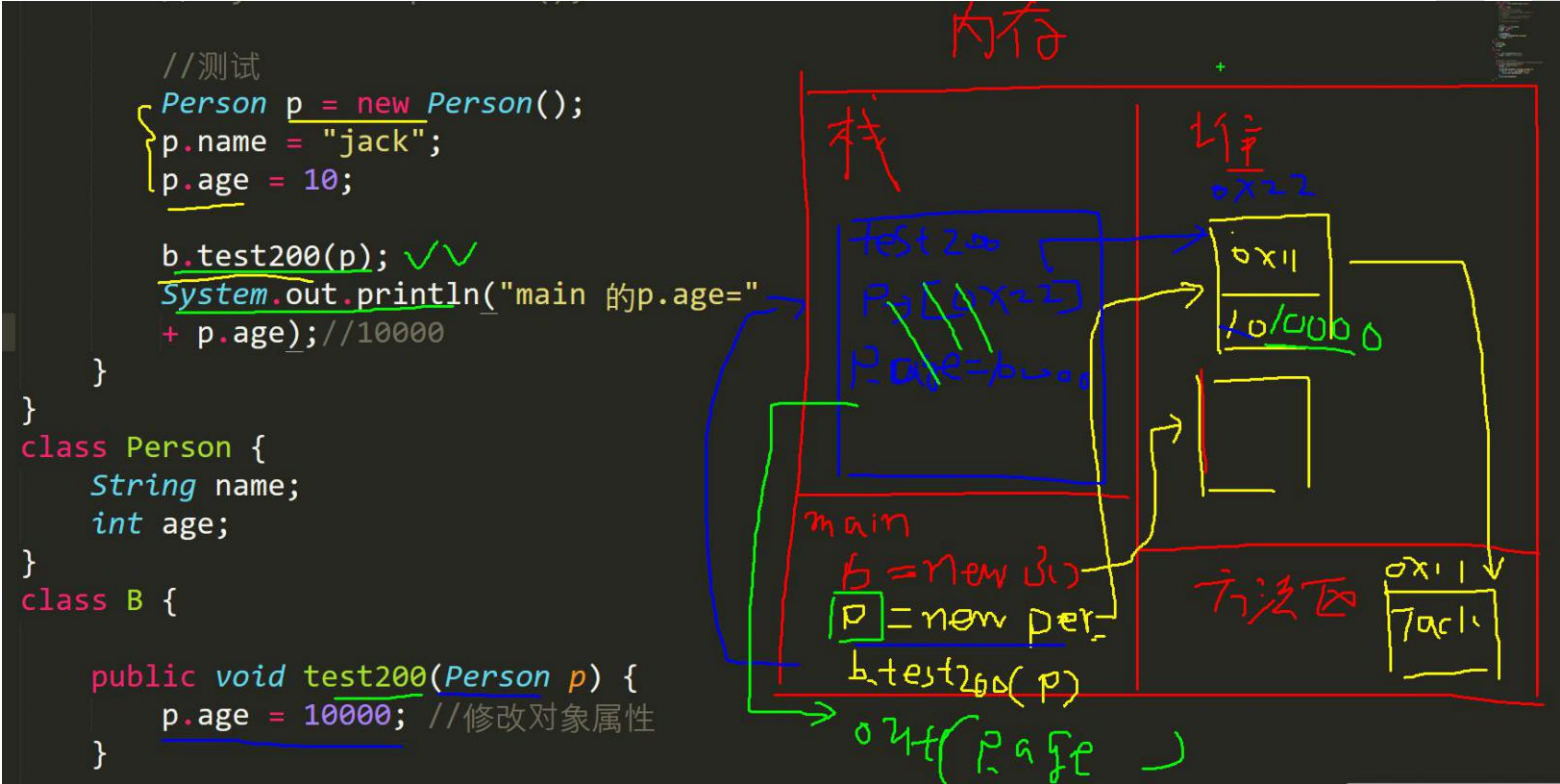 //测试
Person p = new Person();
p.name = "jack";
p.age = 10;
b.test200(p);
System.out.println("main 的p.age="
+ p.age);//10000
}
}
class Person {
String name;
int age;
}
class B {
public void test200(Person p) {
p.age = 10000; //修改对象属性
}
内存
栈
test200
P→[0x22]
P.age=10000
main
b=new B()
p=new per
b.test200(p)
out(p.age )
堆
0x22
0x11
10 10000
方法区
0x11
Jack